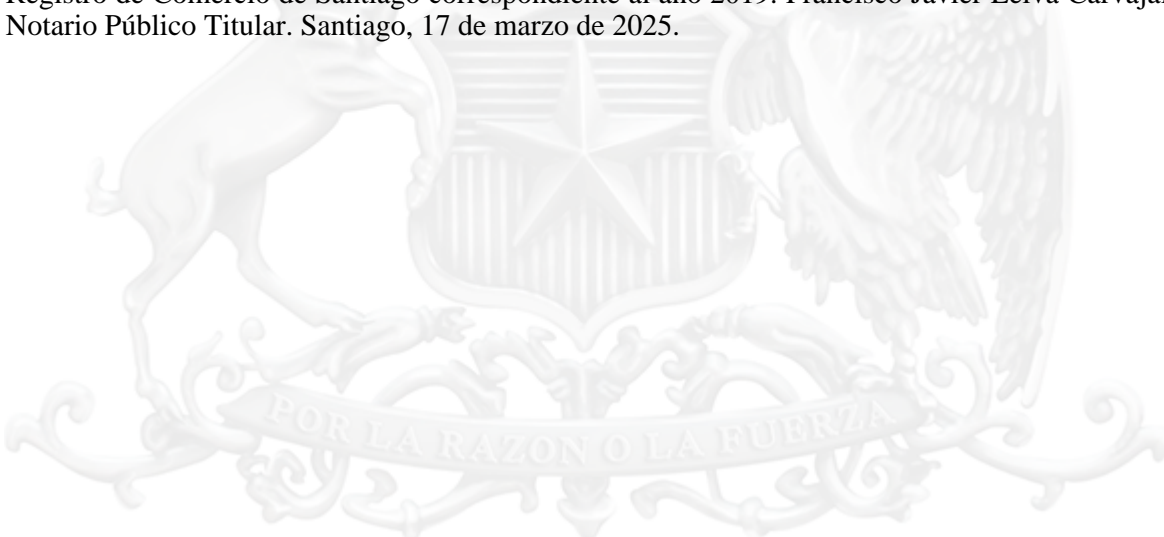 Registro de Comercio de Santiago correspondiente al año 2019. Francisco Javier Leiva Carvajal
Notario Público Titular. Santiago, 17 de marzo de 2025.
POR LA RAZON O LA FUERZA